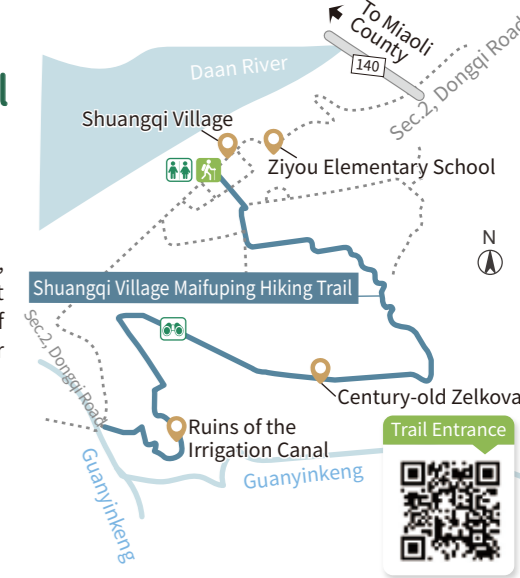 l
To Miaoli
County
140
Daan River
Sec.2, Dongqi Road
Shuangqi Village
Ziyou Elementary School
N
,
t
f
r
Shuangqi Village Maifuping Hiking Trail
Sec.2, Dongqi Road
Century-old Zelkova
Ruins of the
Irrigation Canal
Trail Entrance
Guanyinkeng
Guanyinkeng